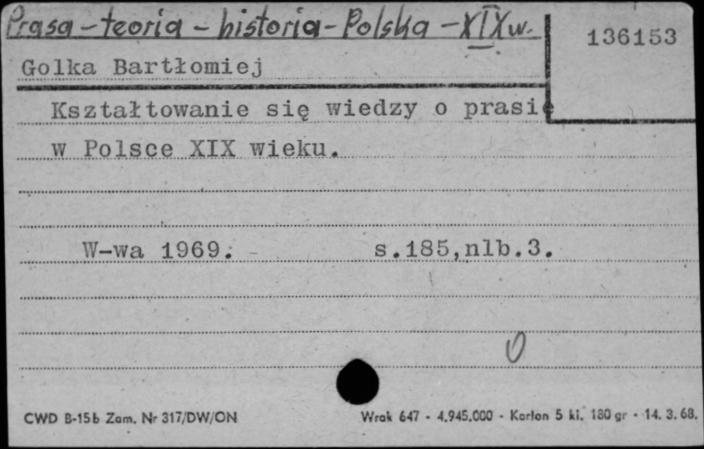 Prasa - teoria - historia - Polska - XIX w.
136153
Golka Bartłomiej
Kształtowanie się wiedzy o prasie
w Polsce XIX wieku.
W-wa 1969. s.185,nlb.3.
CWD B-15b Zam. Nr 317/DW/ON
Wrak 647 - 4.945.000 - Karton 5 kl. 180 gr - 14. 3. 68.